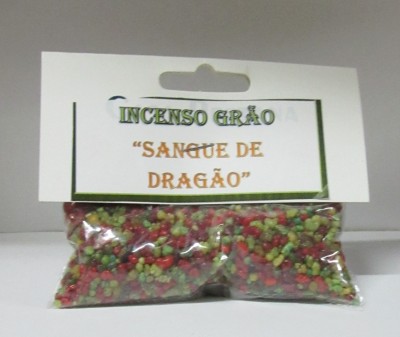 INCENSO GRÃO
“SANGUE DE
DRAGÃO”